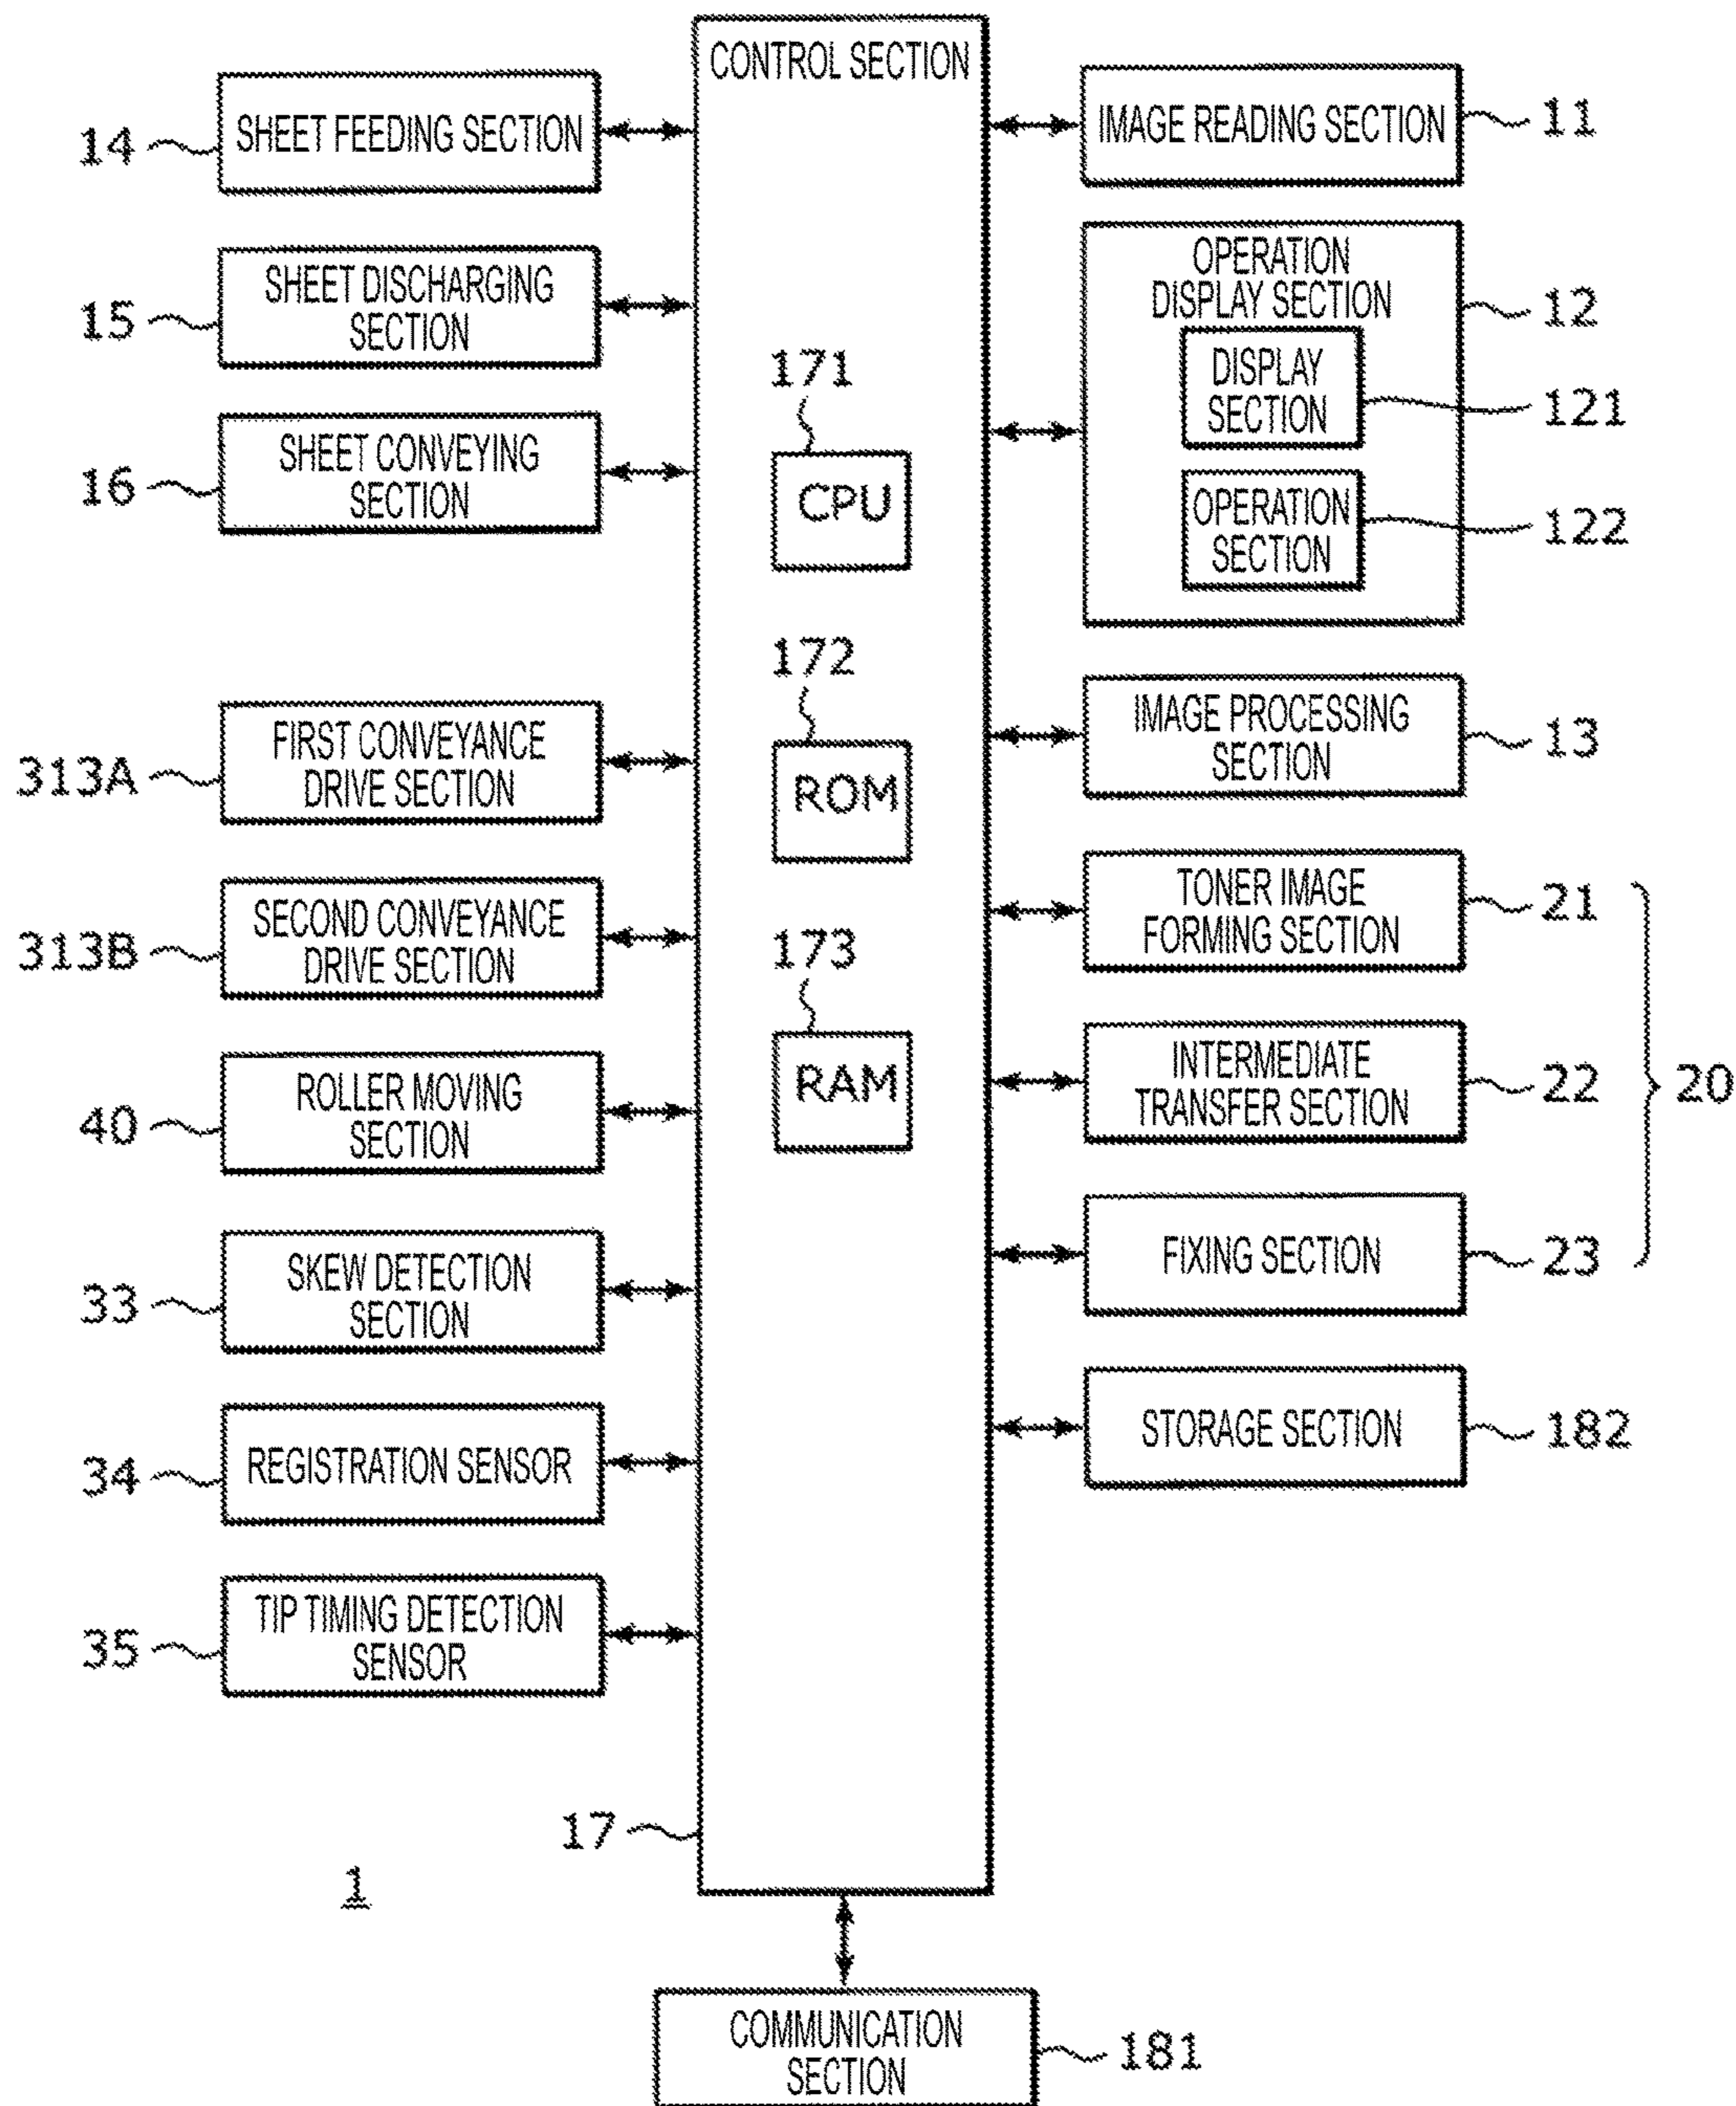 CONTROL SECTION
14
SHEET FEEDING SECTION
15
SHEET DISCHARGING
SECTION
16
SHEET CONVEYING
SECTION
313A
FIRST CONVEYANCE
DRIVE SECTION
313B
SECOND CONVEYANCE
DRIVE SECTION
40
ROLLER MOVING
SECTION
33
SKEW DETECTION
SECTION
34
REGISTRATION SENSOR
35
TIP TIMING DETECTION
SENSOR
171
CPU
172
ROM
173
RAM
17
1
IMAGE READING SECTION
11
OPERATION
DISPLAY SECTION
12
DISPLAY
SECTION
121
OPERATION
SECTION
122
IMAGE PROCESSING
SECTION
13
TONER IMAGE
FORMING SECTION
21
INTERMEDIATE
TRANSFER SECTION
22
20
FIXING SECTION
23
STORAGE SECTION
182
COMMUNICATION
SECTION
181